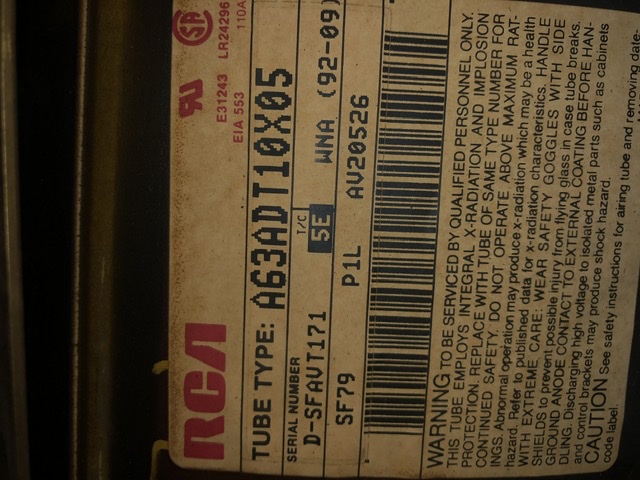 RCA
E31243 LR24296
EIA 553 110A
TUBE TYPE: A63ADT10X05
SERIAL NUMBER T/C
D-SFAVT171 5E WNA (92-09)
SF79 P1L AV20526
WARNING TO BE SERVICED BY QUALIFIED PERSONNEL ONLY.
THIS TUBE EMPLOYS INTEGRAL X-RADIATION AND IMPLOSION
PROTECTION. REPLACE WITH TUBE OF SAME TYPE NUMBER FOR
CONTINUED SAFETY. DO NOT OPERATE ABOVE MAXIMUM RAT-
INGS. Abnormal operation may produce x-radiation which may be a health
hazard. Refer to published data for x-radiation characteristics. HANDLE
WITH EXTREME CARE: WEAR SAFETY GOGGLES WITH SIDE
SHIELDS to prevent possible injury from flying glass in case tube breaks.
GROUND ANODE CONTACT TO EXTERNAL COATING BEFORE HAN-
DLING. Discharging high voltage to isolated metal parts such as cabinets
and control brackets may produce shock hazard.
CAUTION See safety instructions for airing tube and removing date-
code label.